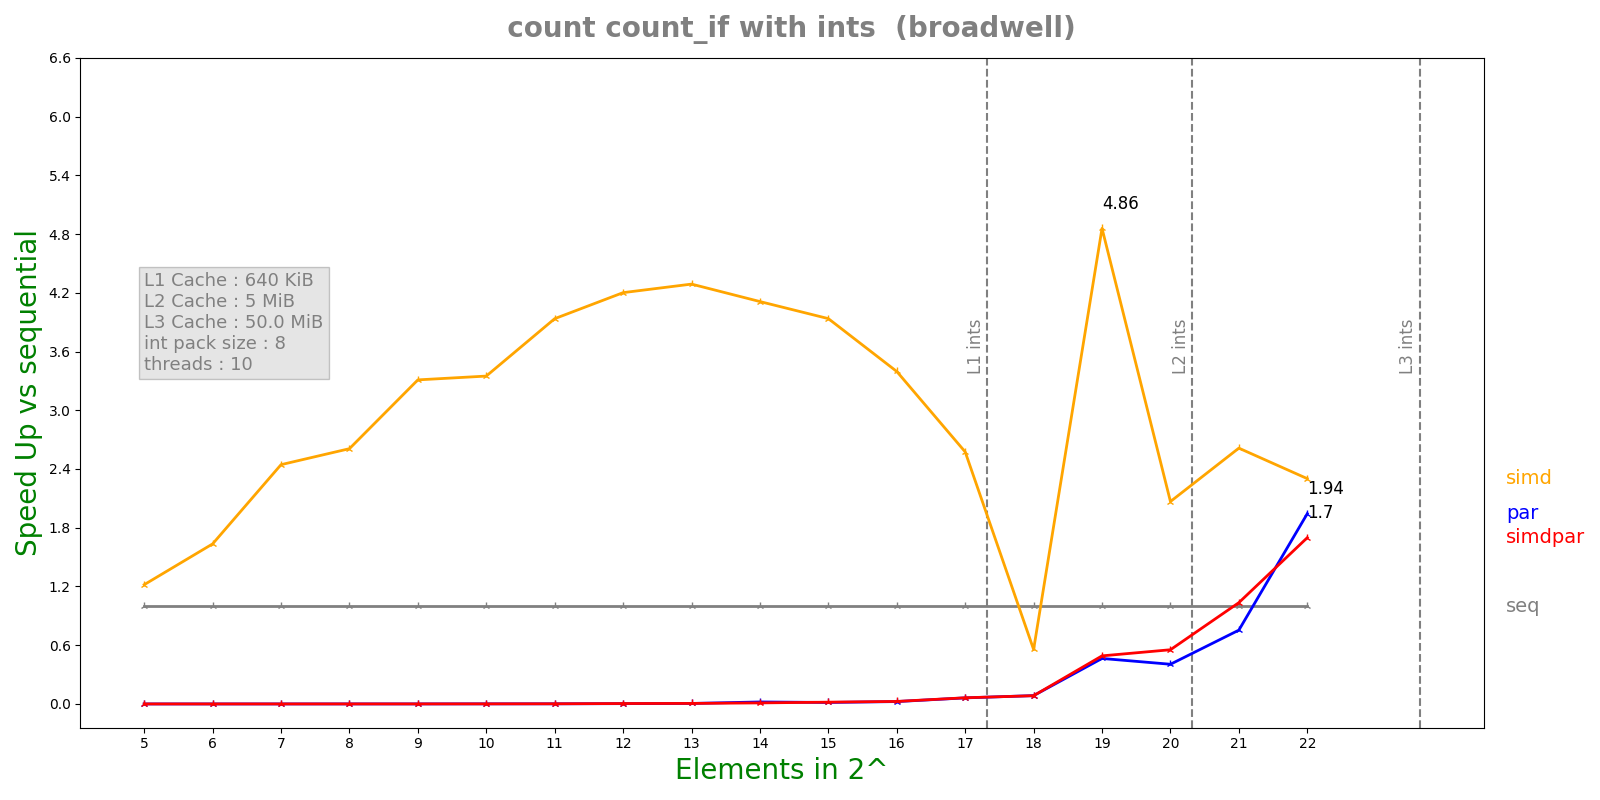 count count_if with ints  (broadwell)
Speed Up vs sequential
6.6
6.0
5.4
4.8
4.2
3.6
3.0
2.4
1.8
1.2
0.6
0.0
L1 Cache : 640 KiB
L2 Cache : 5 MiB
L3 Cache : 50.0 MiB
int pack size : 8
threads : 10
4.86
L1 ints
L2 ints
L3 ints
1.94
1.7
simd
par
simdpar
seq
5 6 7 8 9 10 11 12 13 14 15 16 17 18 19 20 21 22
Elements in 2^